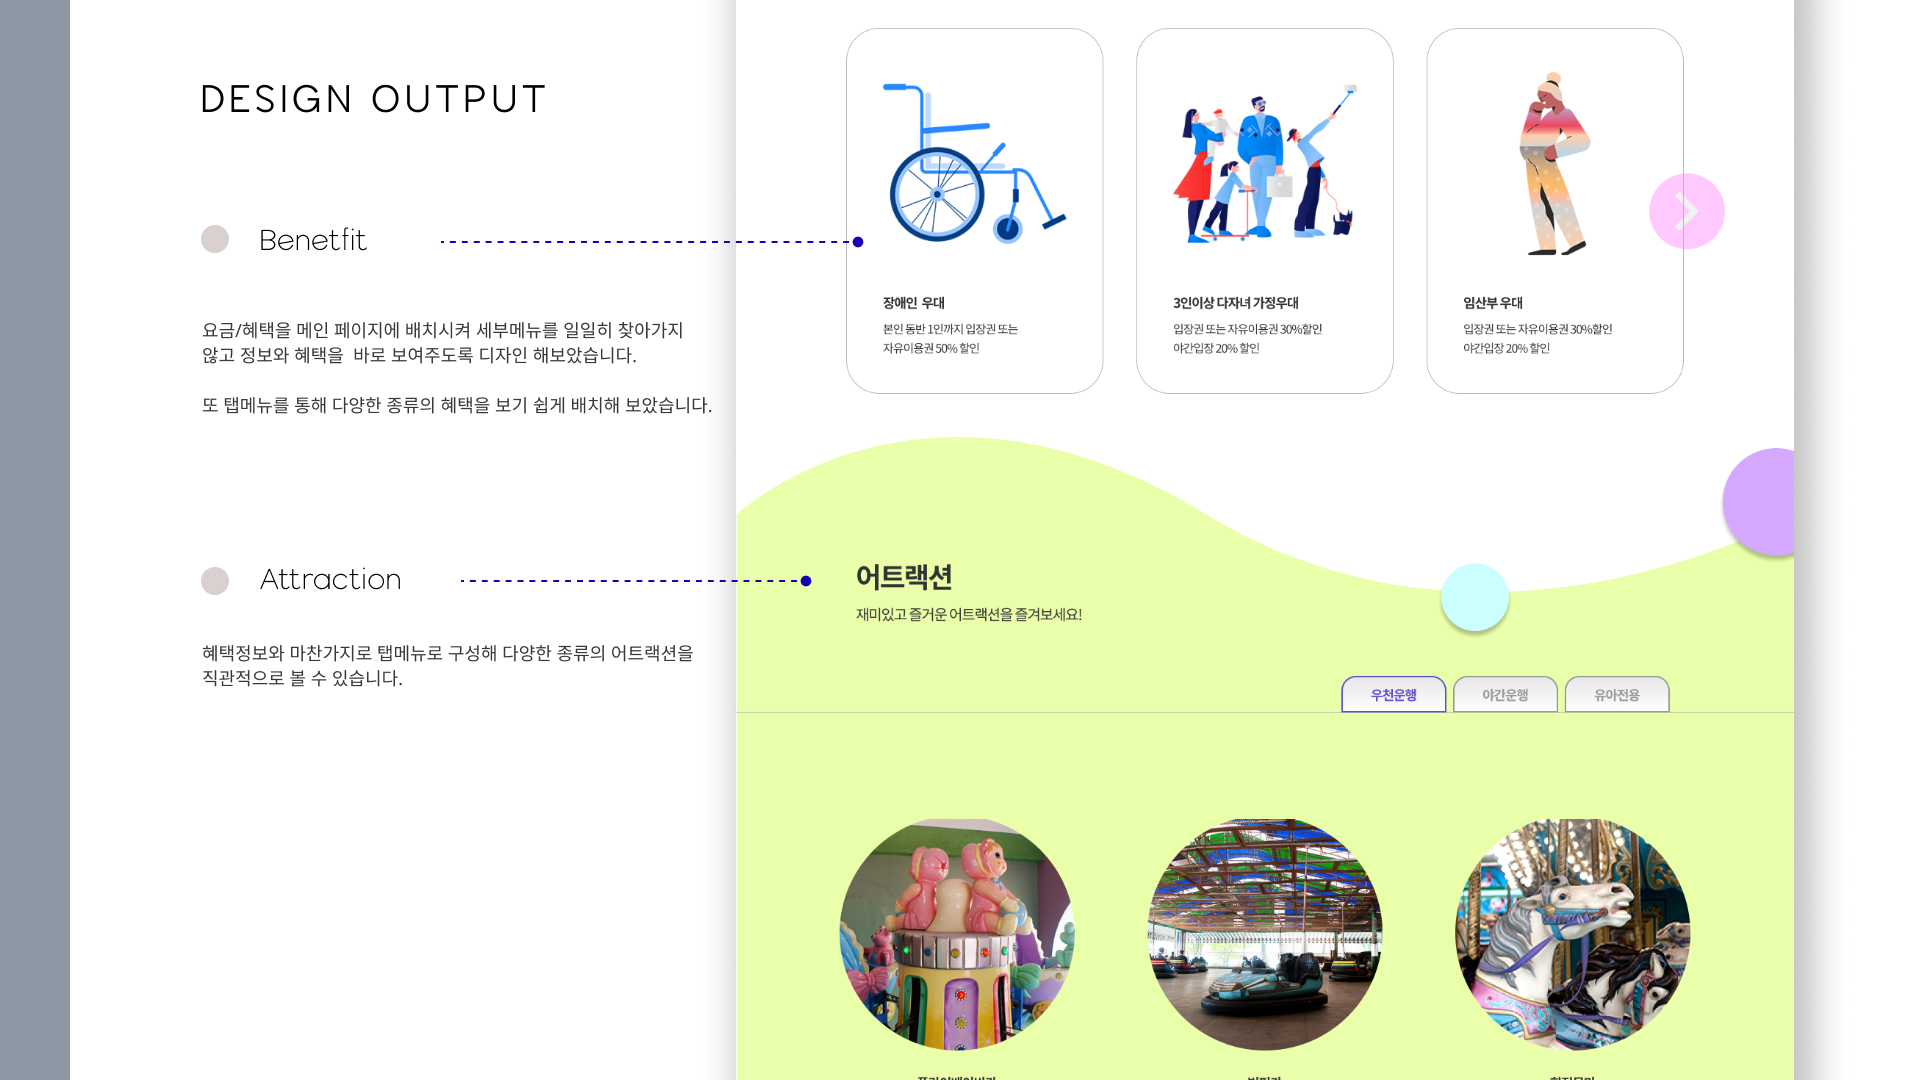 DESIGN OUTPUT
Benetfit
요금/혜택을 메인 페이지에 배치시켜 세부메뉴를 일일히 찾아가지
않고 정보와 혜택을 바로 보여주도록 디자인 해보았습니다.
또 탭메뉴를 통해 다양한 종류의 혜택을 보기 쉽게 배치해 보았습니다.
Attraction
혜택정보와 마찬가지로 탭메뉴로 구성해 다양한 종류의 어트랙션을
직관적으로 볼 수 있습니다.
장애인 우대
본인 동반 1인까지 입장권 또는
자유이용권 50% 할인
3인이상 다자녀 가정우대
입장권 또는 자유이용권 30%할인
야간입장 20% 할인
임산부 우대
입장권 또는 자유이용권 30%할인
야간입장 20% 할인
어트랙션
재미있고 즐거운 어트랙션을 즐겨보세요!
우천운행
야간운행
유아전용